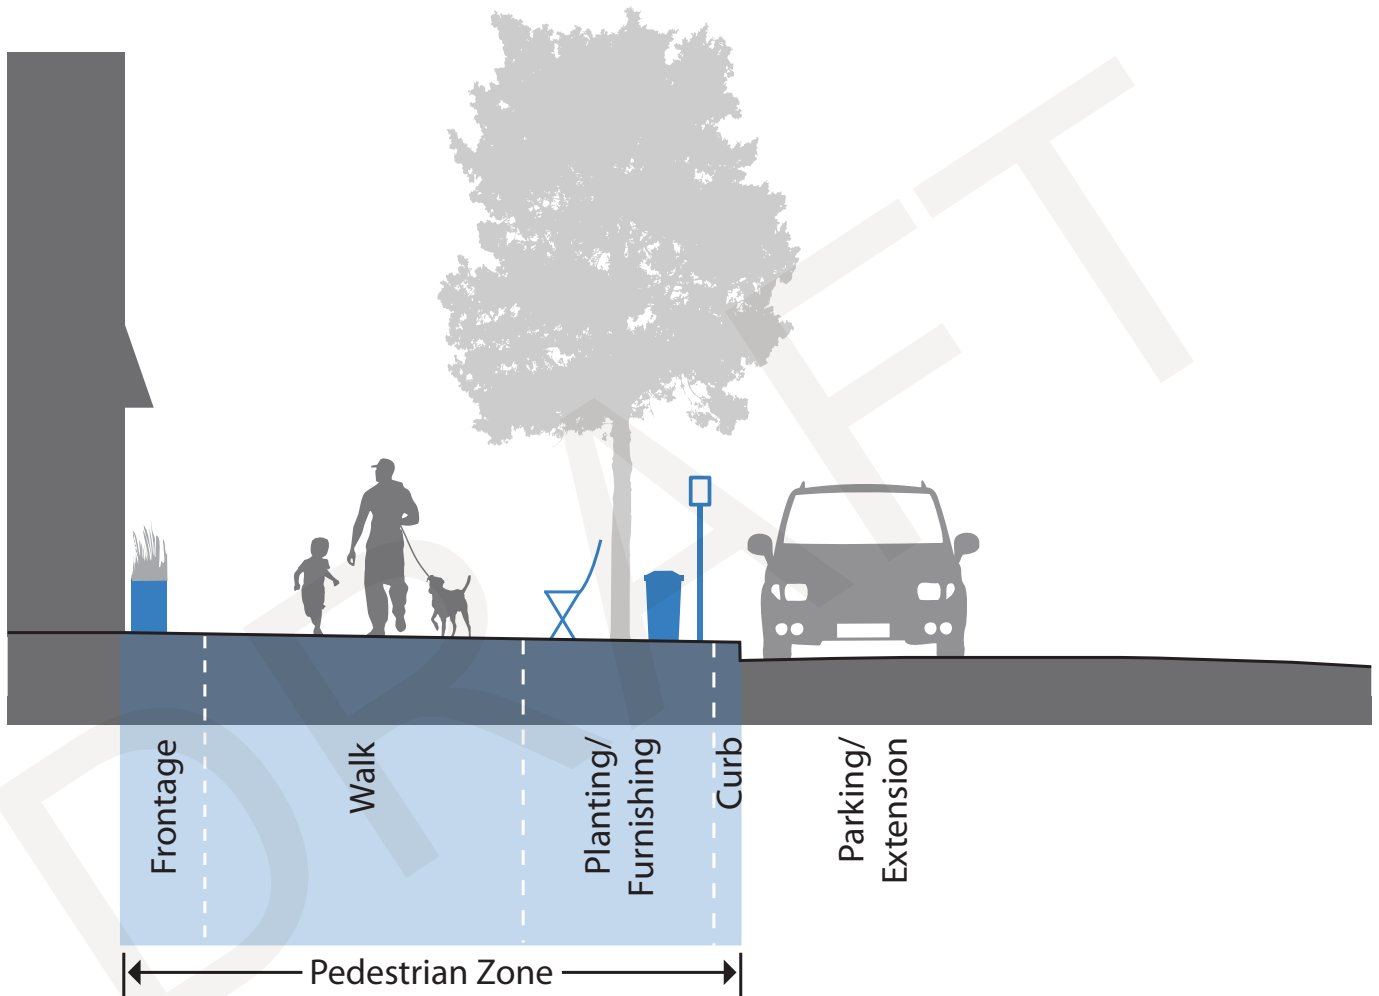 Frontage
Walk
Planting/
Furnishing
Curb
Parking/
Extension
Pedestrian Zone
DRAFT